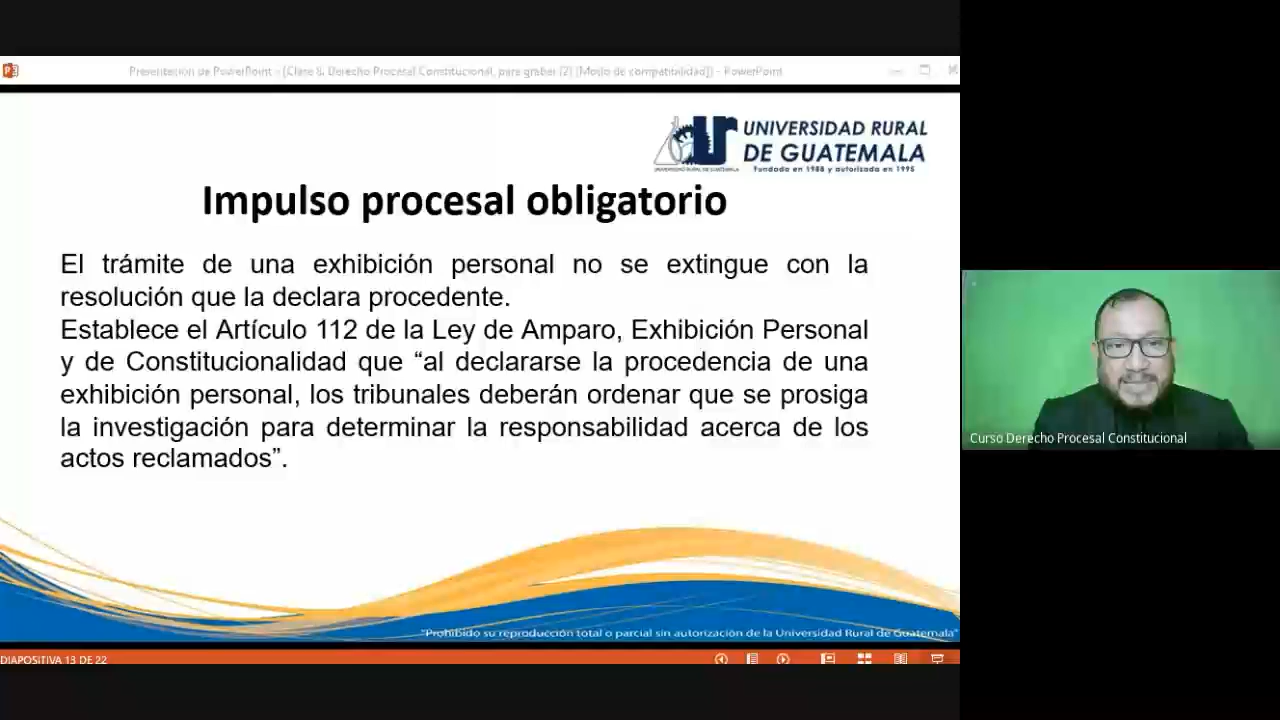 Presentación de PowerPoint - [Clase 8. Derecho Procesal Constitucional, para grabar (2) [Modo de compatibilidad]] - PowerPoint
UNIVERSIDAD RURAL
DE GUATEMALA
Fundada en 1988 y autorizada en 1995
UNIVERSIDAD RURAL DE GUATEMALA
Impulso procesal obligatorio
El trámite de una exhibición personal no se extingue con la
resolución que la declara procedente.
Establece el Artículo 112 de la Ley de Amparo, Exhibición Personal
y de Constitucionalidad que “al declararse la procedencia de una
exhibición personal, los tribunales deberán ordenar que se prosiga
la investigación para determinar la responsabilidad acerca de los
actos reclamados”.
Curso Derecho Procesal Constitucional
"Prohibido su reproducción total o parcial sin autorización de la Universidad Rural de Guatemala"
DIAPOSITIVA 13 DE 22